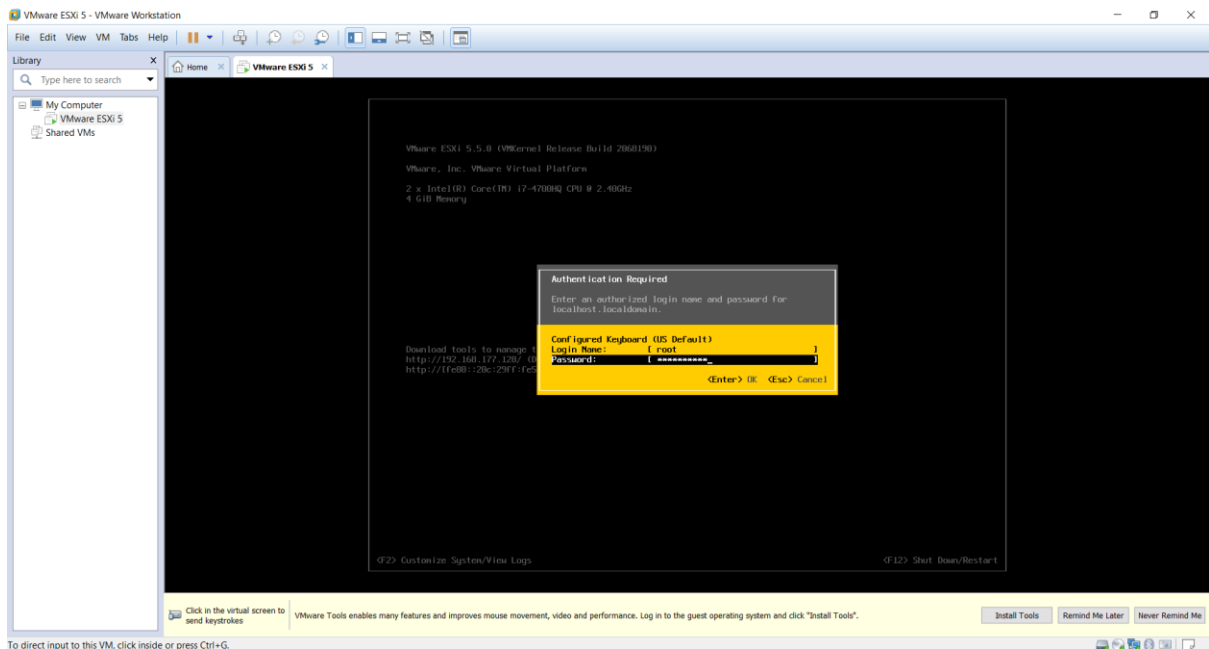 VMware ESXi 5 - VMware Workstation
File Edit View VM Tabs Help
Library X
Home × VMware ESXi 5 ×
Type here to search
My Computer
VMware ESXi 5
Shared VMs
VMware ESXi 5.5.0 (VMKernel Release Build 2068190)
VMware, Inc. VMware Virtual Platform
2 x Intel(R) Core(TM) i7-4700HQ CPU @ 2.40GHz
4 GiB Memory
Authentication Required
Enter an authorized login name and password for
localhost.localdomain.
Configured Keyboard (US Default)
Download tools to manage t
Login Name: [ root ]
http://192.168.177.128/ (D
Password: [ **********_ ]
http://[fe80::20c:29ff:fe5
<Enter> OK <Esc> Cancel
<F2> Customize System/View Logs <F12> Shut Down/Restart
Click in the virtual screen to
send keystrokes
VMware Tools enables many features and improves mouse movement, video and performance. Log in to the guest operating system and click "Install Tools".
Install Tools Remind Me Later Never Remind Me
To direct input to this VM, click inside or press Ctrl+G.